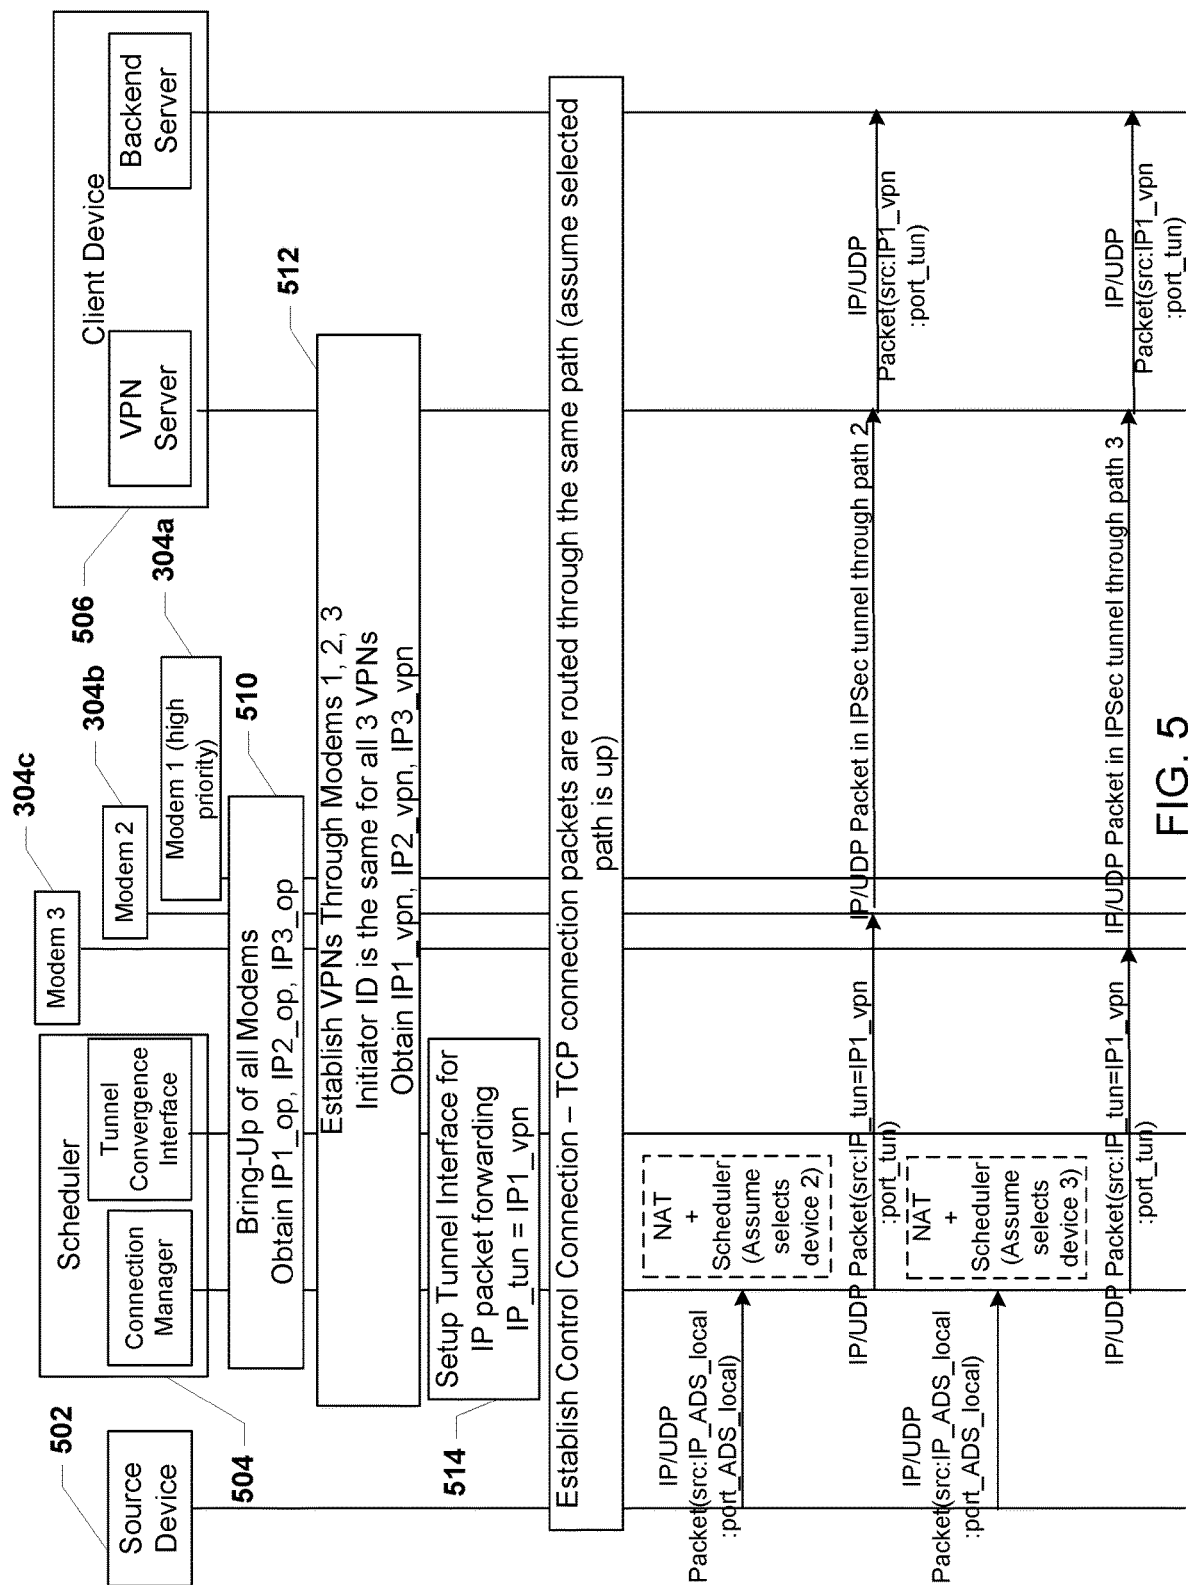 502
Source
Device
504
Scheduler
Connection
Manager
Tunnel
Convergence
Interface
304c
Modem 3
304b
Modem 2
304a
Modem 1 (high
priority)
506
Client Device
VPN
Server
Backend
Server
510
Bring-Up of all Modems
Obtain IP1_op, IP2_op, IP3_op
512
Establish VPNs Through Modems 1, 2, 3
Initiator ID is the same for all 3 VPNs
Obtain IP1_vpn, IP2_vpn, IP3_vpn
514
Setup Tunnel Interface for
IP packet forwarding
IP_tun = IP1_vpn
Establish Control Connection – TCP connection packets are routed through the same path (assume selected
path is up)
IP/UDP
Packet(src:IP_ADS_local
:port_ADS_local)
NAT
+
Scheduler
(Assume
selects
device 2)
IP/UDP Packet(src:IP_tun=IP1_vpn
:port_tun)
IP/UDP Packet in IPSec tunnel through path 2
IP/UDP
Packet(src:IP1_vpn
:port_tun)
IP/UDP
Packet(src:IP_ADS_local
:port_ADS_local)
NAT
+
Scheduler
(Assume
selects
device 3)
IP/UDP Packet(src:IP_tun=IP1_vpn
:port_tun)
IP/UDP Packet in IPSec tunnel through path 3
IP/UDP
Packet(src:IP1_vpn
:port_tun)
FIG. 5